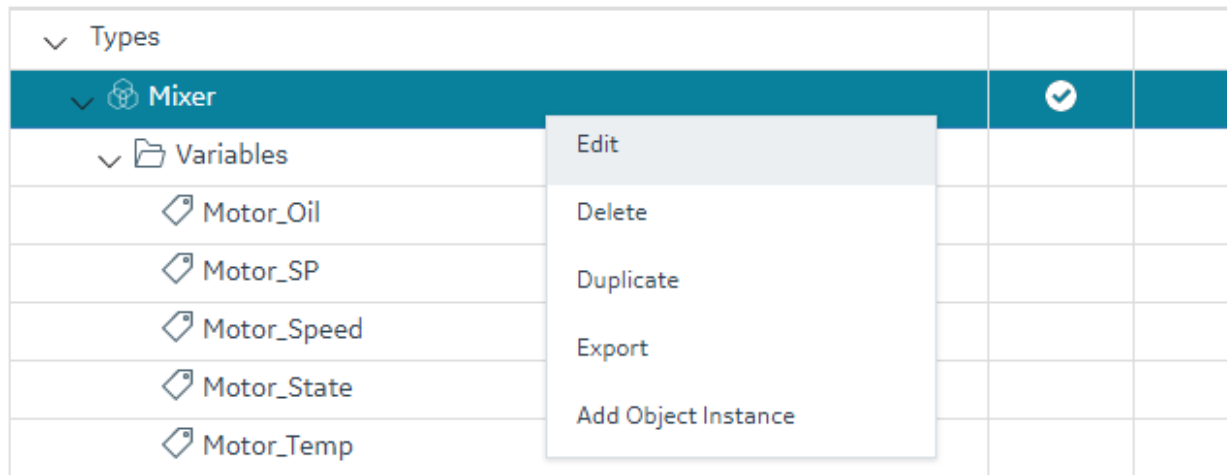 Types
Mixer
Variables
Motor_Oil
Motor_SP
Motor_Speed
Motor_State
Motor_Temp
Edit
Delete
Duplicate
Export
Add Object Instance